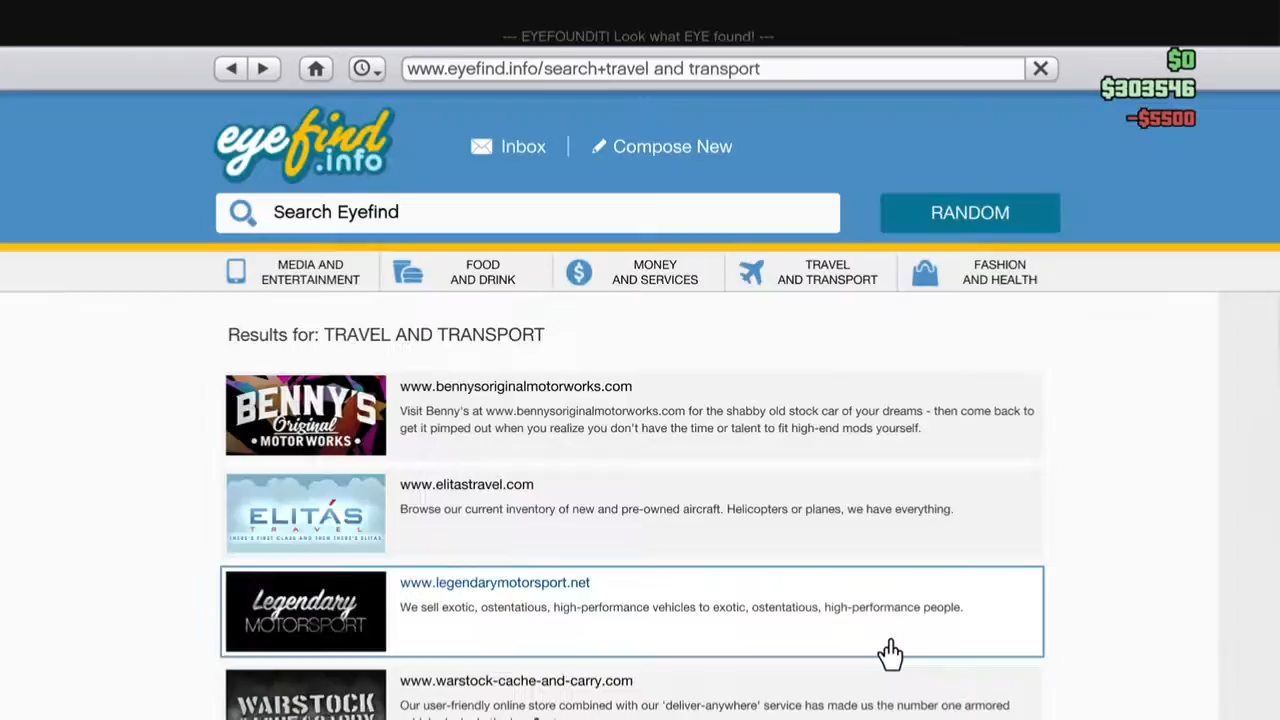 --- EYEFOUNDIT! Look what EYE found! ---
www.eyefind.info/search+travel and transport
$0
$303546
-$5500
eyefind
.info
Inbox
Compose New
Search Eyefind
RANDOM
MEDIA AND
ENTERTAINMENT
FOOD
AND DRINK
MONEY
AND SERVICES
TRAVEL
AND TRANSPORT
FASHION
AND HEALTH
Results for: TRAVEL AND TRANSPORT
BENNY'S
Original
MOTOR WORKS
www.bennysoriginalmotorworks.com
Visit Benny's at www.bennysoriginalmotorworks.com for the shabby old stock car of your dreams - then come back to
get it pimped out when you realize you don't have the time or talent to fit high-end mods yourself.
ELITÁS
TRAVEL
THERE'S FIRST CLASS AND THEN THERE'S ELITAS
www.elitastravel.com
Browse our current inventory of new and pre-owned aircraft. Helicopters or planes, we have everything.
Legendary
MOTORSPORT
www.legendarymotorsport.net
We sell exotic, ostentatious, high-performance vehicles to exotic, ostentatious, high-performance people.
WARSTOCK
www.warstock-cache-and-carry.com
Our user-friendly online store combined with our 'deliver-anywhere' service has made us the number one armored